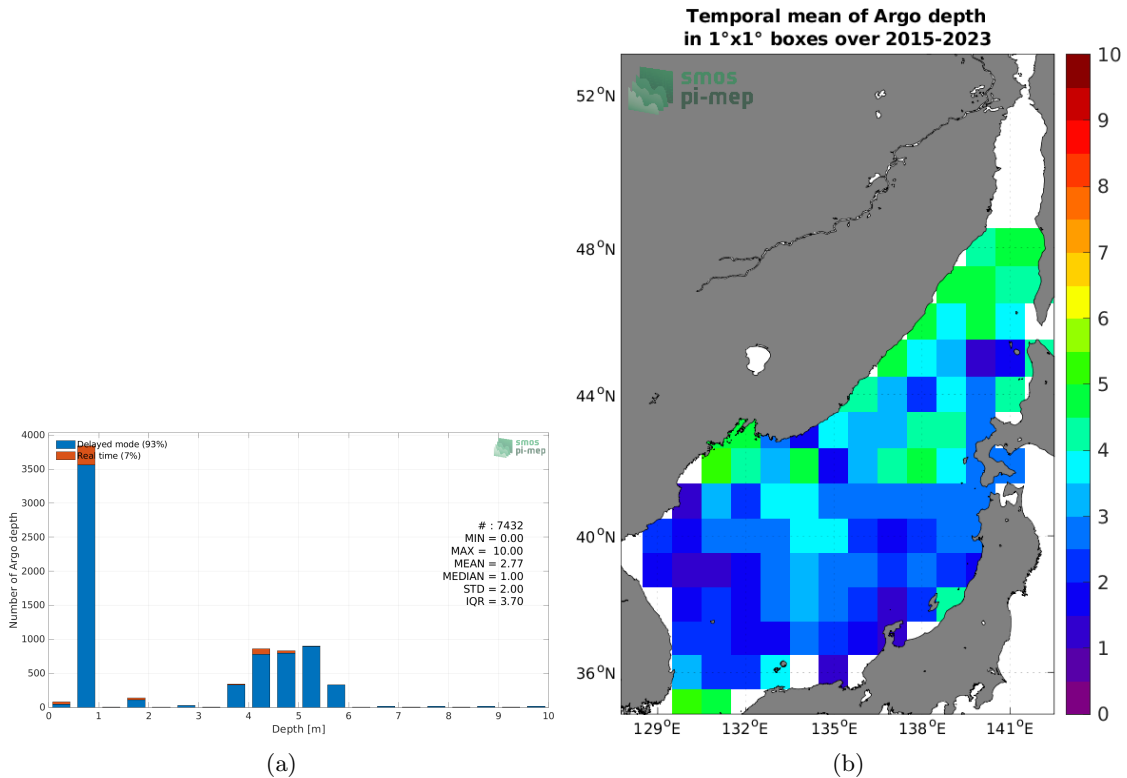 Delayed mode (93%)
Real time (7%)
smos
pi-mep
4000
3500
3000
2500
2000
1500
1000
500
0
Number of Argo depth
# : 7432
MIN = 0.00
MAX = 10.00
MEAN = 2.77
MEDIAN = 1.00
STD = 2.00
IQR = 3.70
0 1 2 3 4 5 6 7 8 9 10
Depth [m]
(a)
Temporal mean of Argo depth
in 1°x1° boxes over 2015-2023
smos
pi-mep
52°N
48°N
44°N
40°N
36°N
129°E 132°E 135°E 138°E 141°E
10
9
8
7
6
5
4
3
2
1
0
(b)